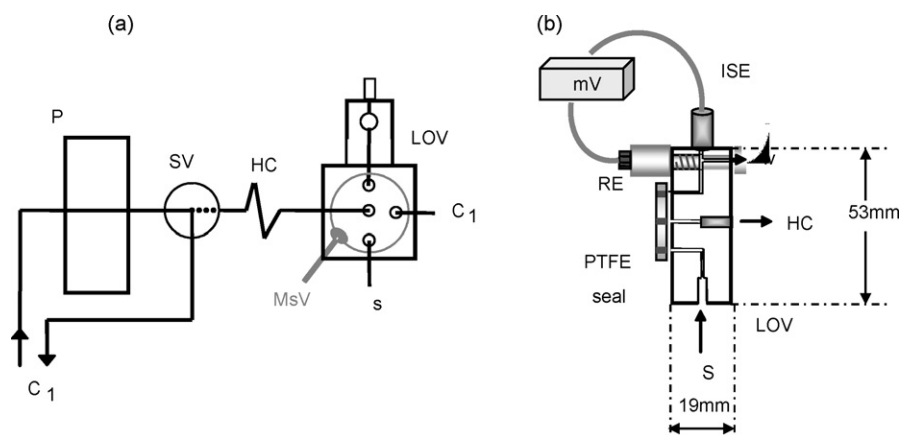 (a)
P
SV
HC
LOV
C 1
MsV
s
C 1
(b)
mV
ISE
RE
HC
53mm
PTFE
seal
LOV
S
19mm